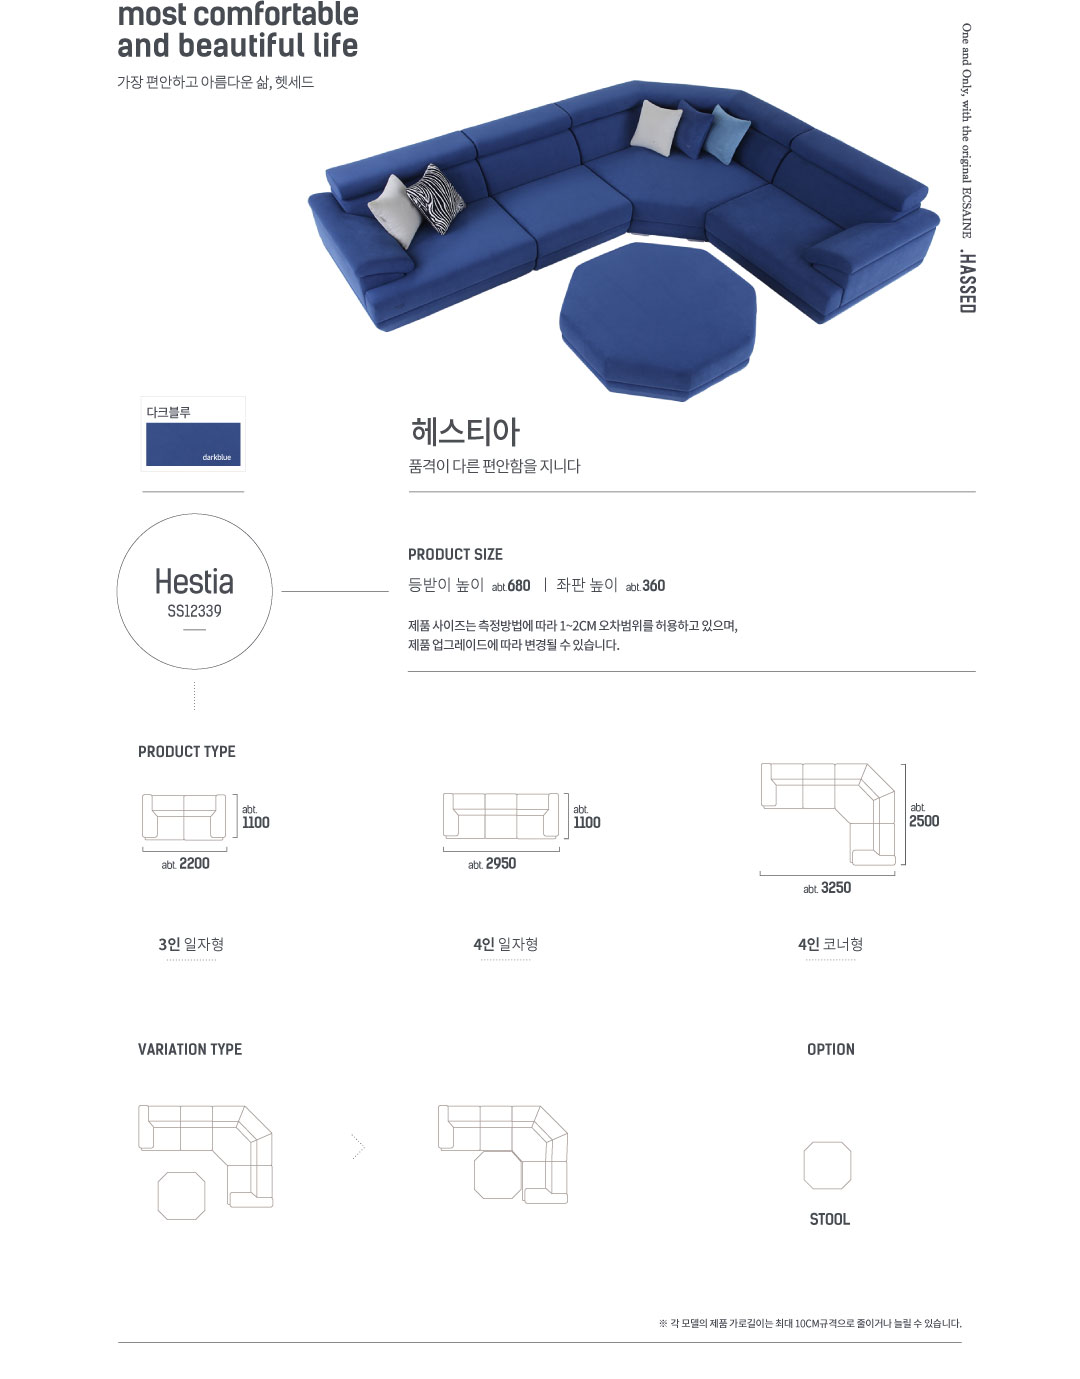 most comfortable
and beautiful life
가장 편안하고 아름다운 삶, 헷세드
One and Only, with the original ECSAINE .HASSED
다크블루
darkblue
헤스티아
품격이 다른 편안함을 지니다
Hestia
SS12339
PRODUCT SIZE
등받이 높이 abt.680 | 좌판 높이 abt.360
제품 사이즈는 측정방법에 따라 1~2CM 오차범위를 허용하고 있으며,
제품 업그레이드에 따라 변경될 수 있습니다.
PRODUCT TYPE
abt.
1100
abt. 2200
3인 일자형
abt.
1100
abt. 2950
4인 일자형
abt.
2500
abt. 3250
4인 코너형
VARIATION TYPE
OPTION
STOOL
※ 각 모델의 제품 가로길이는 최대 10CM규격으로 줄이거나 늘릴 수 있습니다.